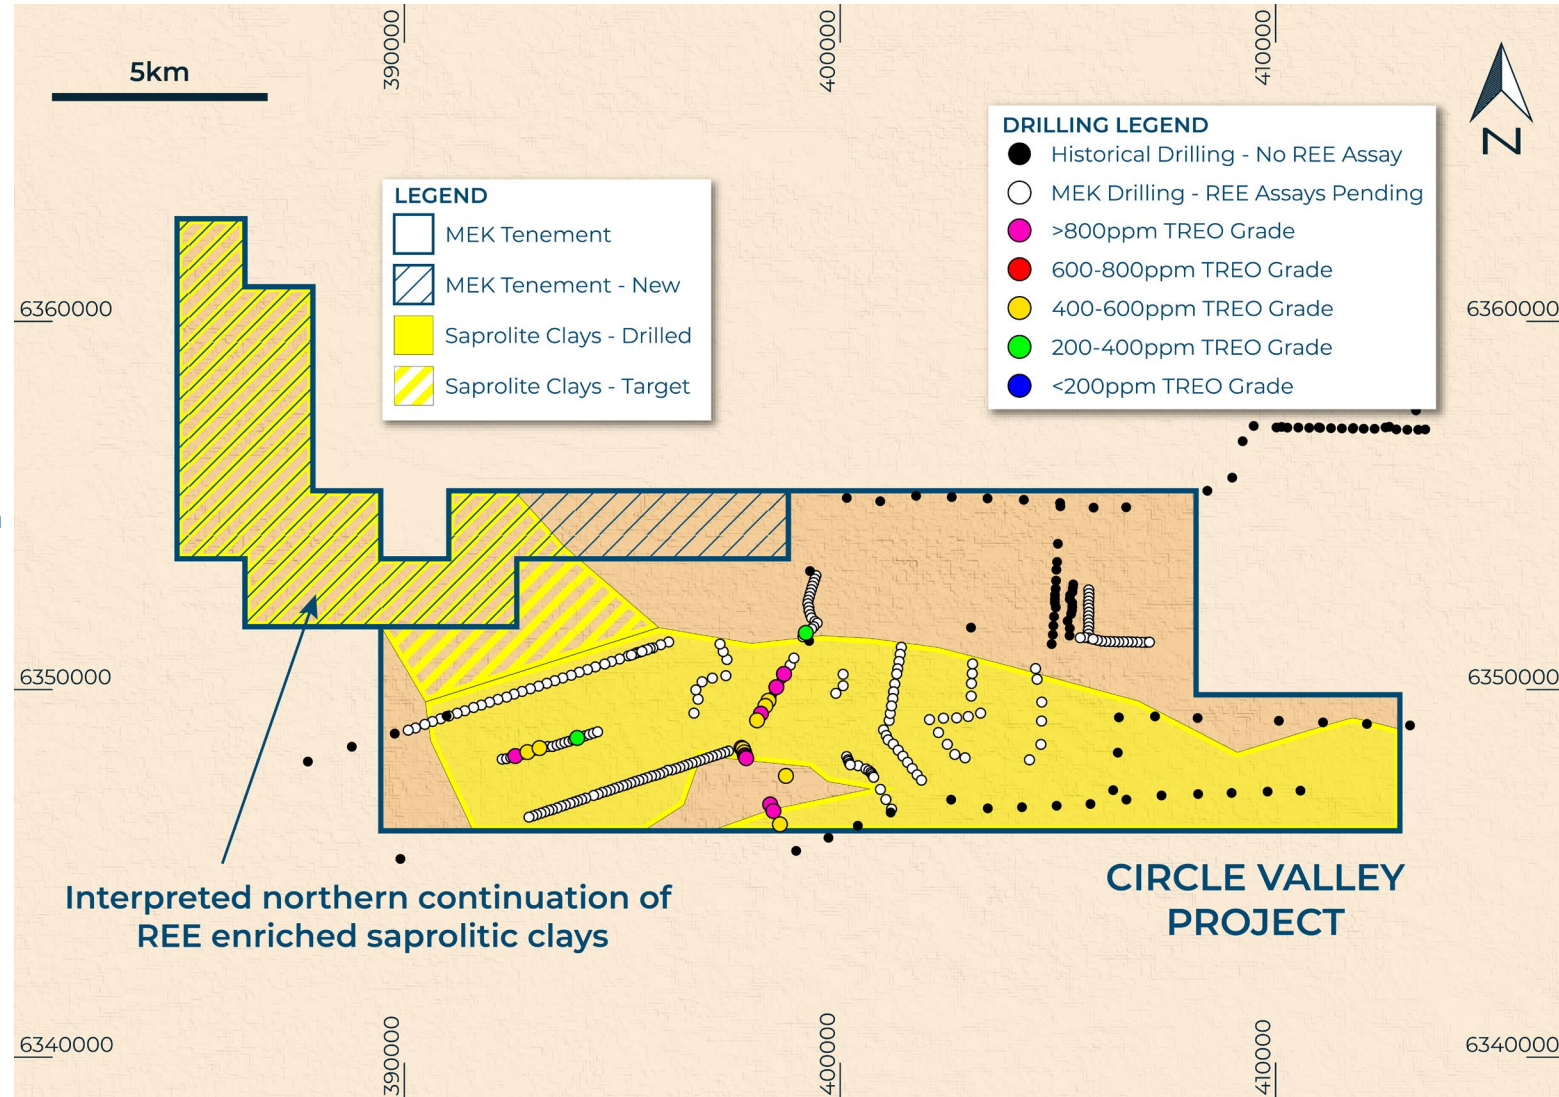 390000
400000
410000
5km
N
DRILLING LEGEND
Historical Drilling - No REE Assay
MEK Drilling - REE Assays Pending
>800ppm TREO Grade
600-800ppm TREO Grade
400-600ppm TREO Grade
200-400ppm TREO Grade
<200ppm TREO Grade
LEGEND
MEK Tenement
MEK Tenement - New
Saprolite Clays - Drilled
Saprolite Clays - Target
6360000
6360000
6350000
6350000
Interpreted northern continuation of
REE enriched saprolitic clays
CIRCLE VALLEY
PROJECT
6340000
6340000
390000
400000
410000